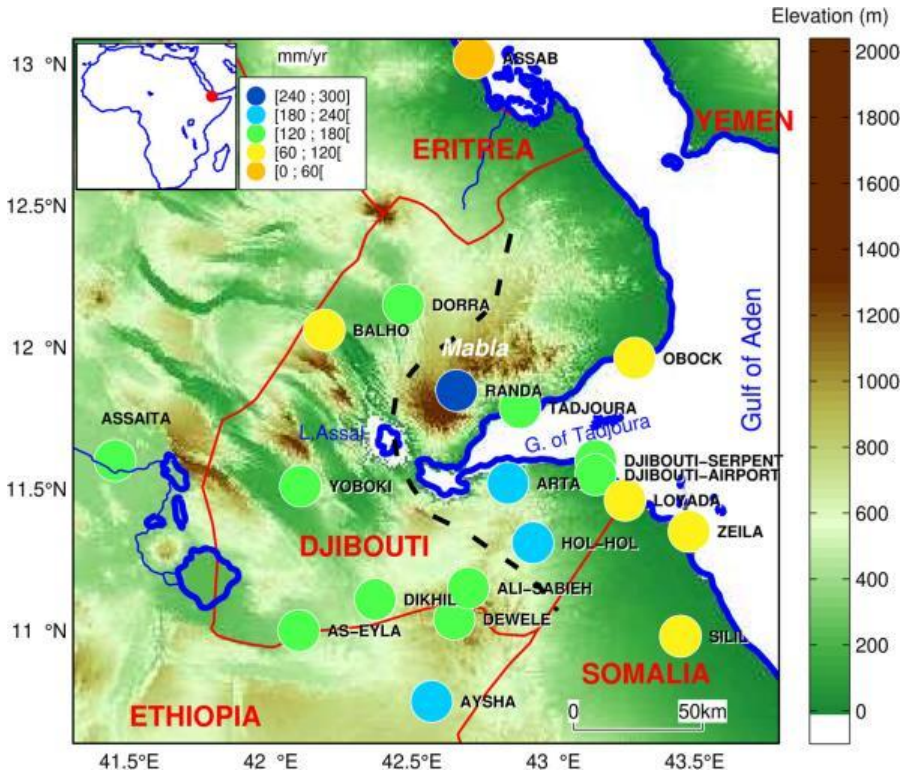 Elevation (m)
13 °N
12.5°N
12 °N
11.5°N
11 °N
41.5°E
42 °E
42.5°E
43 °E
43.5°E
mm/yr
[240 ; 300]
[180 ; 240[
[120 ; 180[
[60 ; 120[
[0 ; 60[
ASSAB
YEMEN
ERITREA
DORRA
BALHO
Mabla
OBOCK
RANDA
TADJOURA
ASSAITA
L.Assal
G. of Tadjoura
Gulf of Aden
DJIBOUTI-SERPENT
DJIBOUTI-AIRPORT
YOBOKI
ARTA
LOYADA
ZEILA
HOL-HOL
DJIBOUTI
ALI-SABIEH
DIKHIL
DEWELE
AS-EYLA
SILIL
SOMALIA
AYSHA
ETHIOPIA
0
50km
2000
1800
1600
1400
1200
1000
800
600
400
200
0